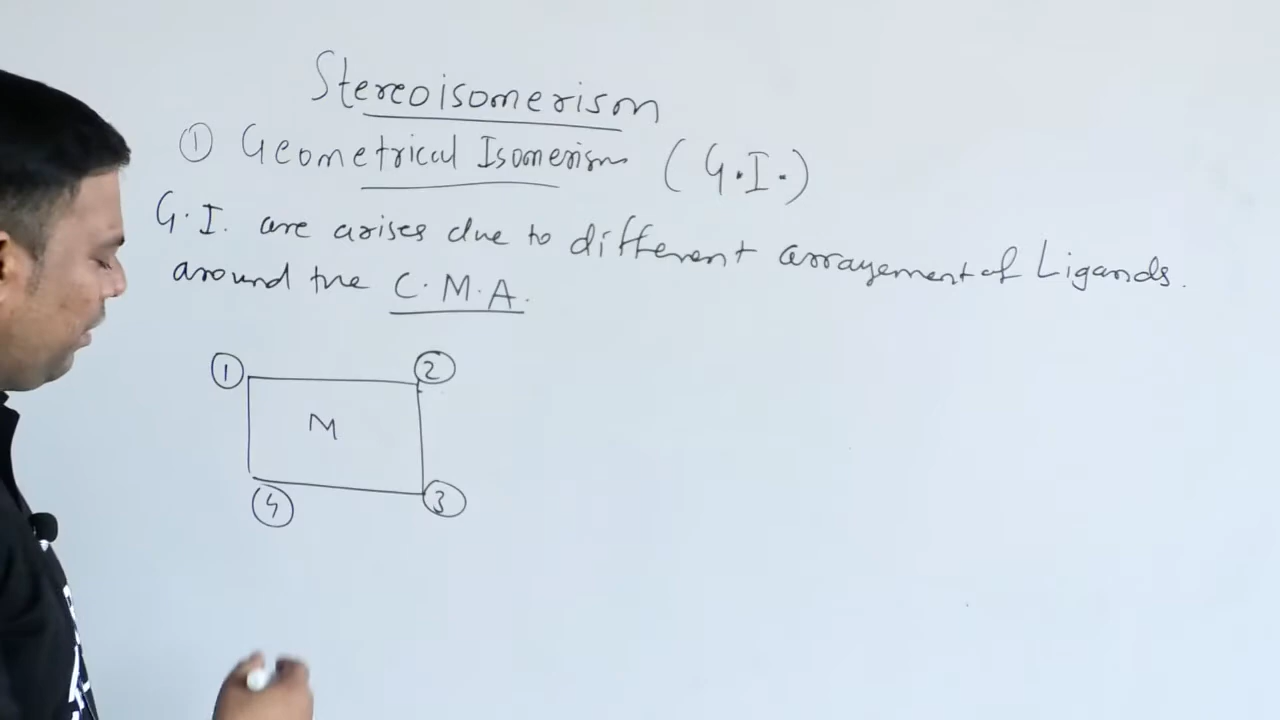 Stereoisomerism
① Geometrical Isomerism (G.I.)
G.I. are arises due to different arrayement of Ligands.
around the C.M.A.
① ②
M
④ ③